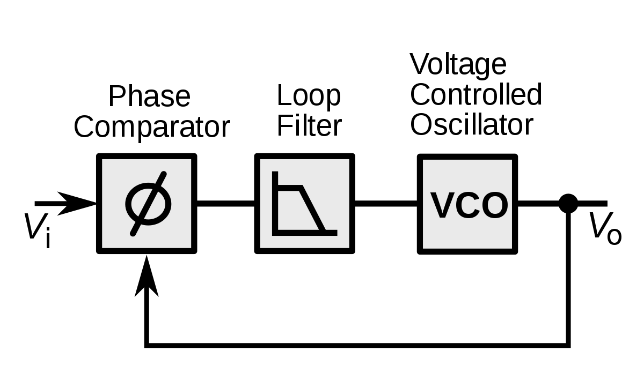 Phase
Comparator
Loop
Filter
Voltage
Controlled
Oscillator
Vi
ϕ
VCO
Vo